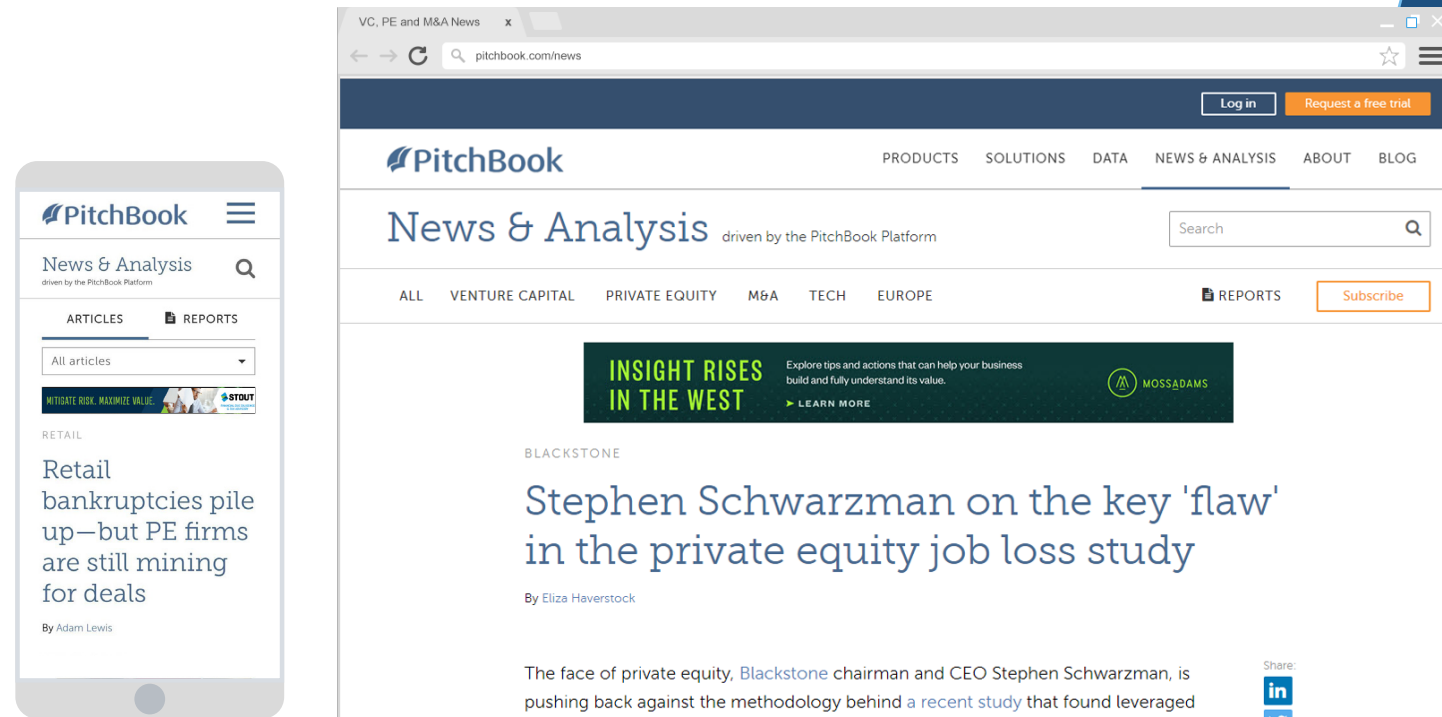 PitchBook
News & Analysis
driven by the PitchBook Platform
ARTICLES
REPORTS
All articles
MITIGATE RISK. MAXIMIZE VALUE.
STOUT
RETAIL
Retail
bankruptcies pile
up—but PE firms
are still mining
for deals
By Adam Lewis
VC, PE and M&A News x
pitchbook.com/news
Log in
Request a free trial
PitchBook
PRODUCTS SOLUTIONS DATA NEWS & ANALYSIS ABOUT BLOG
News & Analysis driven by the PitchBook Platform
Search
ALL VENTURE CAPITAL PRIVATE EQUITY M&A TECH EUROPE
REPORTS
Subscribe
INSIGHT RISES
IN THE WEST
Explore tips and actions that can help your business
build and fully understand its value.
➤ LEARN MORE
MOSSADAMS
BLACKSTONE
Stephen Schwarzman on the key 'flaw'
in the private equity job loss study
By Eliza Haverstock
The face of private equity, Blackstone chairman and CEO Stephen Schwarzman, is
pushing back against the methodology behind a recent study that found leveraged
Share:
in